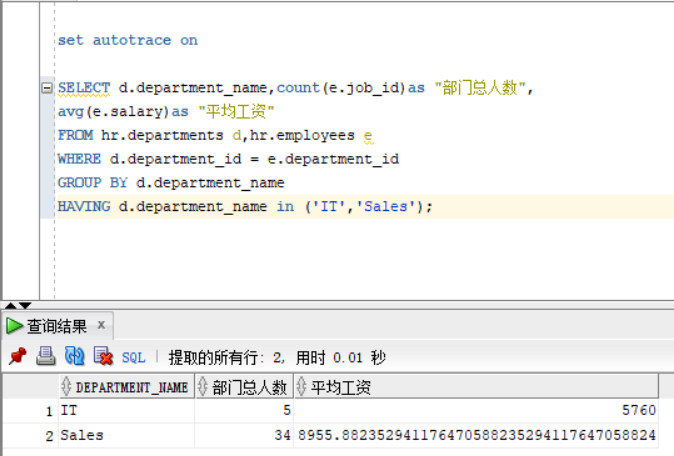 set autotrace on
SELECT d.department_name,count(e.job_id)as "部门总人数",
avg(e.salary)as "平均工资"
FROM hr.departments d,hr.employees e
WHERE d.department_id = e.department_id
GROUP BY d.department_name
HAVING d.department_name in ('IT','Sales');
查询结果 x
SQL | 提取的所有行: 2, 用时 0.01 秒
DEPARTMENT_NAME 部门总人数 平均工资
1 IT 5 5760
2 Sales 34 8955.88235294117647058823529411764705882